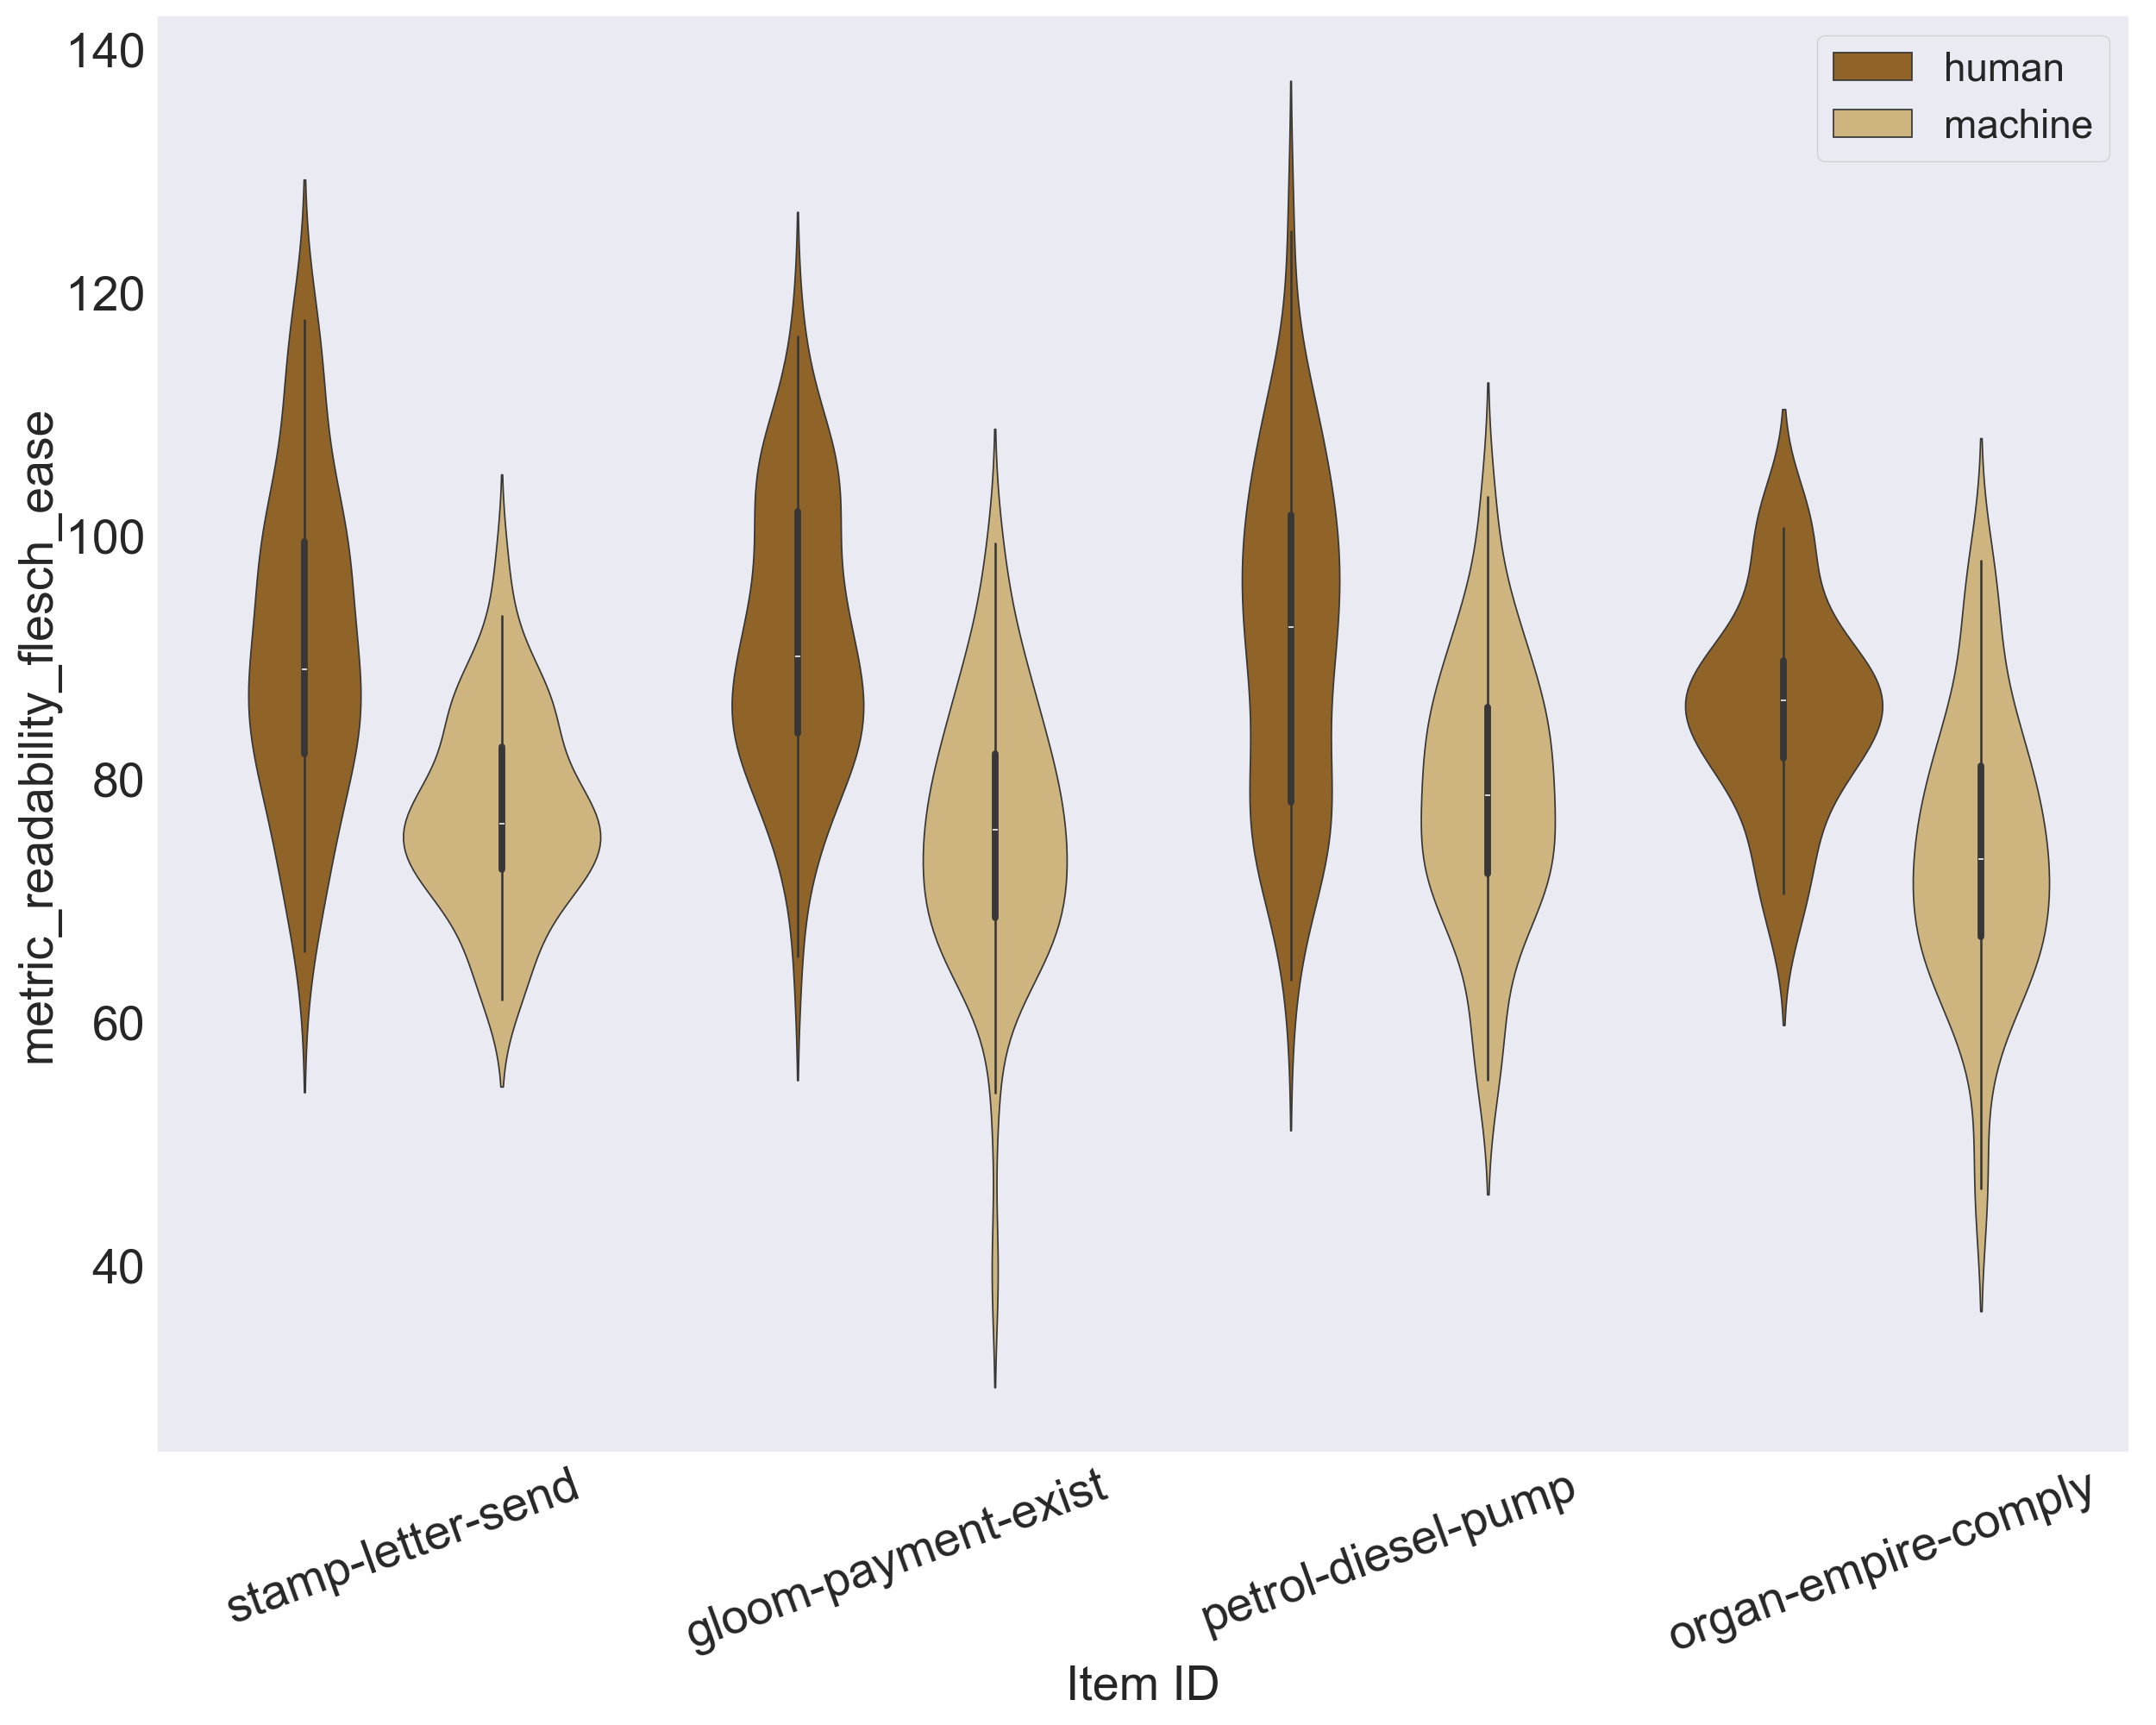 metric_readability_flesch_ease
140
120
100
80
60
40
human
machine
stamp-letter-send
gloom-payment-exist
petrol-diesel-pump
organ-empire-comply
Item ID